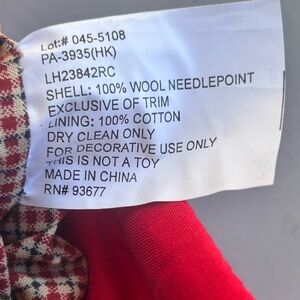 Lot:# 045-5108
PA-3935(HK)
LH23842RC
SHELL: 100% WOOL NEEDLEPOINT
EXCLUSIVE OF TRIM
LINING: 100% COTTON
DRY CLEAN ONLY
FOR DECORATIVE USE ONLY
THIS IS NOT A TOY
MADE IN CHINA
RN# 93677